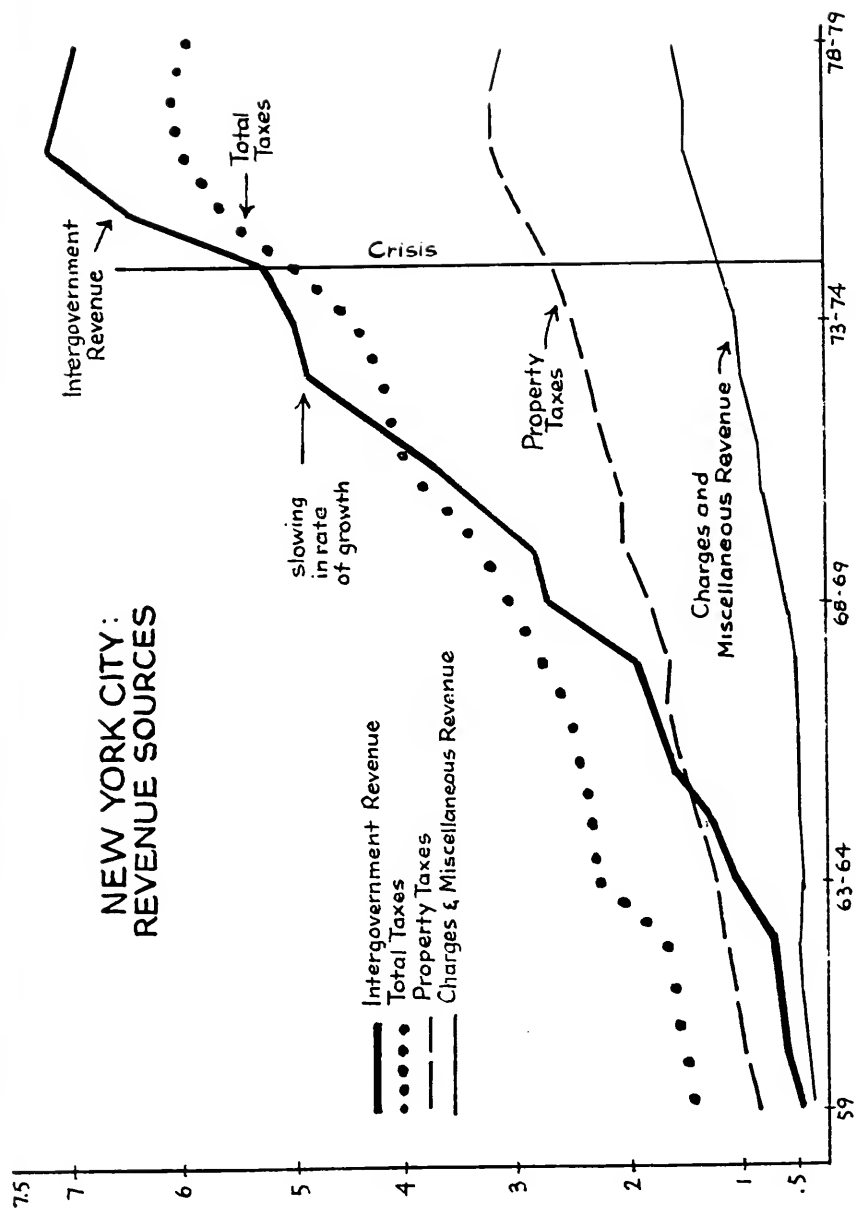 NEW YORK CITY:
REVENUE SOURCES
Intergovernment Revenue
Total Taxes
Property Taxes
Charges & Miscellaneous Revenue
Intergovernment
Revenue
Total
Taxes
slowing
in rate
of growth
Crisis
Property
Taxes
Charges and
Miscellaneous Revenue
7.5
7
6
5
4
3
2
1
.5
59
63-64
68-69
73-74
78-79